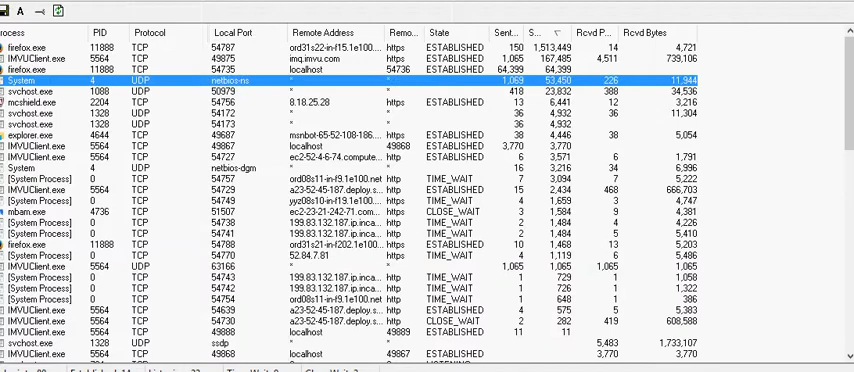 A
rocess PID Protocol Local Port Remote Address Remo... State Sent... S... Rcvd P... Rcvd Bytes
firefox.exe 11888 TCP 54787 ord31s22-in-f15.1e100... https ESTABLISHED 150 1,513,449 14 4,721
IMVUClient.exe 5564 TCP 49875 imq.imvu.com https ESTABLISHED 1,065 167,485 4,511 739,106
firefox.exe 11888 TCP 54735 localhost 54736 ESTABLISHED 64,399 64,399
System 4 UDP netbios-ns * * 1,069 53,450 226 11,944
svchost.exe 1088 UDP 50979 * * 418 23,832 388 34,536
mcshield.exe 2204 TCP 54756 8.18.25.28 https ESTABLISHED 13 6,441 12 3,216
svchost.exe 1328 UDP 54172 * * 36 4,932 36 11,304
svchost.exe 1328 UDP 54173 * * 36 4,932
explorer.exe 4644 TCP 49687 msnbot-65-52-108-186.... https ESTABLISHED 38 4,446 38 5,054
IMVUClient.exe 5564 TCP 49867 localhost 49868 ESTABLISHED 3,770 3,770
IMVUClient.exe 5564 TCP 54727 ec2-52-4-6-74.compute... http ESTABLISHED 6 3,571 6 1,791
System 4 UDP netbios-dgm * * 16 3,216 34 6,996
[System Process] 0 TCP 54757 ord08s10-in-f9.1e100.net http TIME_WAIT 7 3,094 7 5,222
IMVUClient.exe 5564 TCP 54729 a23-52-45-187.deploy.s... http ESTABLISHED 15 2,434 468 666,703
[System Process] 0 TCP 54749 yyz08s10-in-f1.1e100... https TIME_WAIT 4 1,659 3 4,747
mbam.exe 4736 TCP 51507 ec2-23-21-242-71.com... https CLOSE_WAIT 3 1,584 9 4,381
[System Process] 0 TCP 54738 199.83.132.187.ip.inca... http TIME_WAIT 2 1,484 4 4,226
[System Process] 0 TCP 54741 199.83.132.187.ip.inca... http TIME_WAIT 2 1,484 5 5,410
firefox.exe 11888 TCP 54788 ord31s21-in-f202.1e100... https ESTABLISHED 10 1,468 13 5,203
[System Process] 0 TCP 54770 52.84.7.81 https TIME_WAIT 4 1,119 6 5,486
IMVUClient.exe 5564 UDP 63166 * * 1,065 1,065 1,065 1,065
[System Process] 0 TCP 54743 199.83.132.187.ip.inca... http TIME_WAIT 1 729 1 1,058
[System Process] 0 TCP 54742 199.83.132.187.ip.inca... http TIME_WAIT 1 726 1 1,322
[System Process] 0 TCP 54754 ord08s11-in-f9.1e100.net http TIME_WAIT 1 648 1 386
IMVUClient.exe 5564 TCP 54639 a23-52-45-187.deploy.s... http ESTABLISHED 4 575 5 5,383
IMVUClient.exe 5564 TCP 54730 a23-52-45-187.deploy.s... http CLOSE_WAIT 2 282 419 608,588
IMVUClient.exe 5564 TCP 49888 localhost 49889 ESTABLISHED 11 11
svchost.exe 1328 UDP ssdp * * 5,483 1,733,107
IMVUClient.exe 5564 TCP 49868 localhost 49867 ESTABLISHED 3,770 3,770